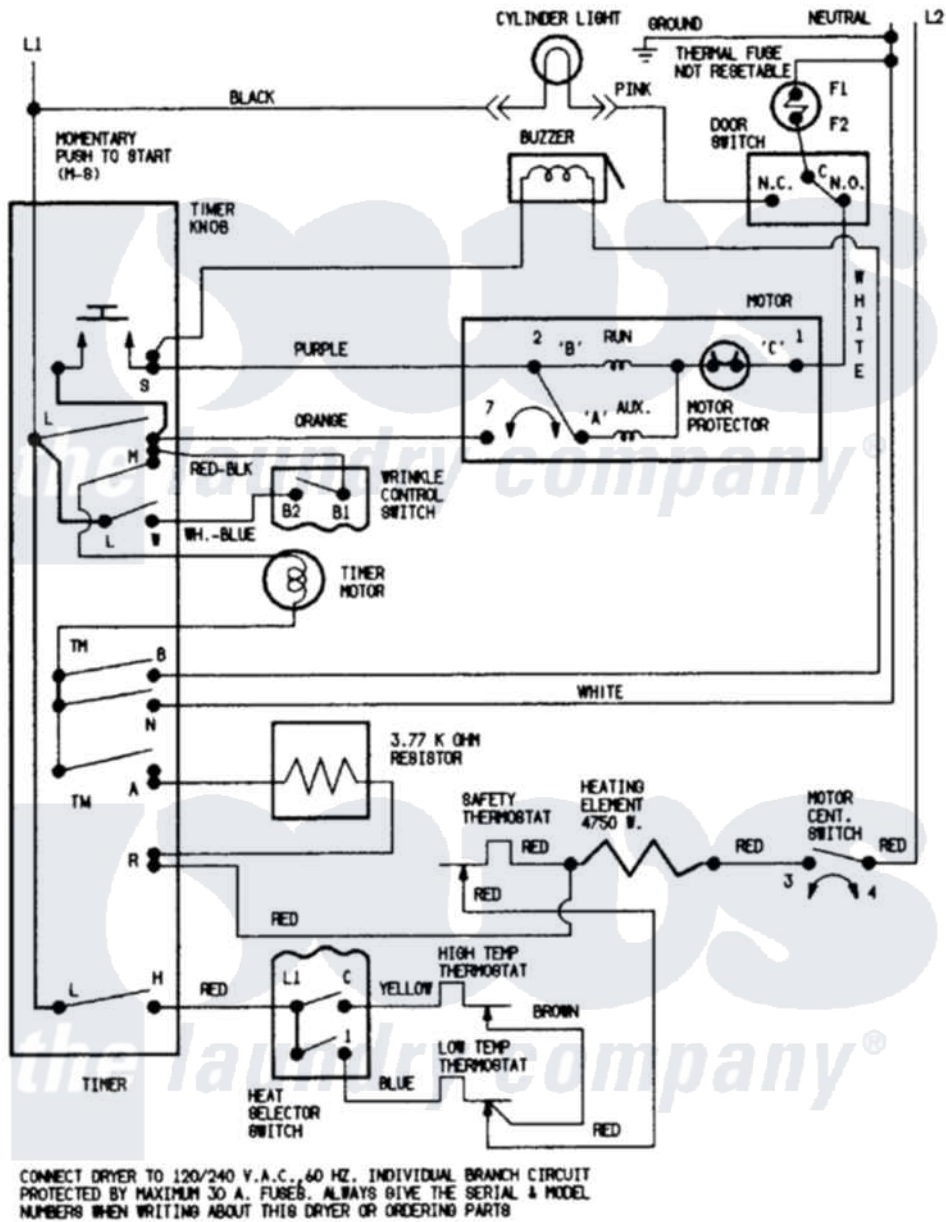 L1
CYLINDER LIGHT
GROUND
NEUTRAL
L2
THERMAL FUSE
NOT RESETABLE
F1
F2
BLACK
PINK
MOMENTARY
PUSH TO START
(M-S)
BUZZER
DOOR
SWITCH
N.C.
C
N.O.
TIMER
KNOB
WHITE
MOTOR
PURPLE
S
2
'B'
RUN
'C'
1
L
ORANGE
7
'A'
AUX.
MOTOR
PROTECTOR
M
RED-BLK
WRINKLE
CONTROL
SWITCH
B2
B1
L
W
WH.-BLUE
TIMER
MOTOR
TM
B
WHITE
N
3.77 K OHM
RESISTOR
A
TM
SAFETY
THERMOSTAT
HEATING
ELEMENT
4750 W.
MOTOR
CENT.
SWITCH
RED
RED
RED
R
3
4
RED
RED
HIGH TEMP
THERMOSTAT
L
H
RED
L1
C
YELLOW
BROWN
1
LOW TEMP
THERMOSTAT
TIMER
BLUE
HEAT
SELECTOR
SWITCH
RED
the laundry company®
the laundry company®
CONNECT DRYER TO 120/240 V.A.C.,60 HZ. INDIVIDUAL BRANCH CIRCUIT
PROTECTED BY MAXIMUM 30 A. FUSES. ALWAYS GIVE THE SERIAL & MODEL
NUMBERS WHEN WRITING ABOUT THIS DRYER OR ORDERING PARTS